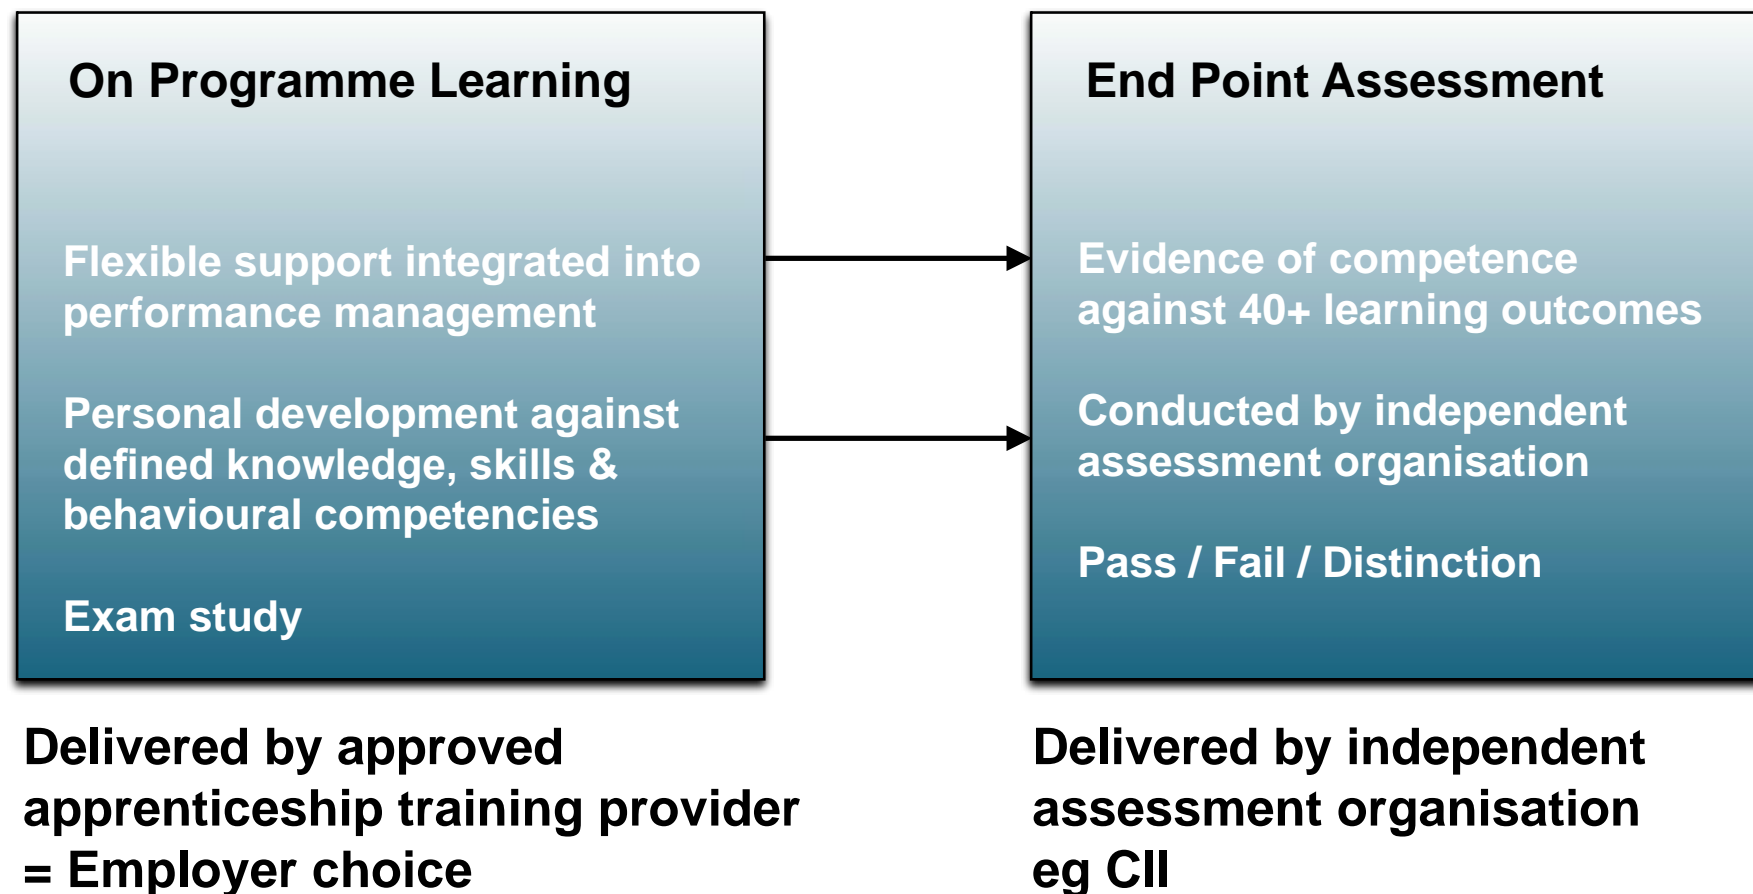 On Programme Learning
Flexible support integrated into
performance management
Personal development against
defined knowledge, skills &
behavioural competencies
Exam study
Delivered by approved
apprenticeship training provider
= Employer choice
End Point Assessment
Evidence of competence
against 40+ learning outcomes
Conducted by independent
assessment organisation
Pass / Fail / Distinction
Delivered by independent
assessment organisation
eg CII